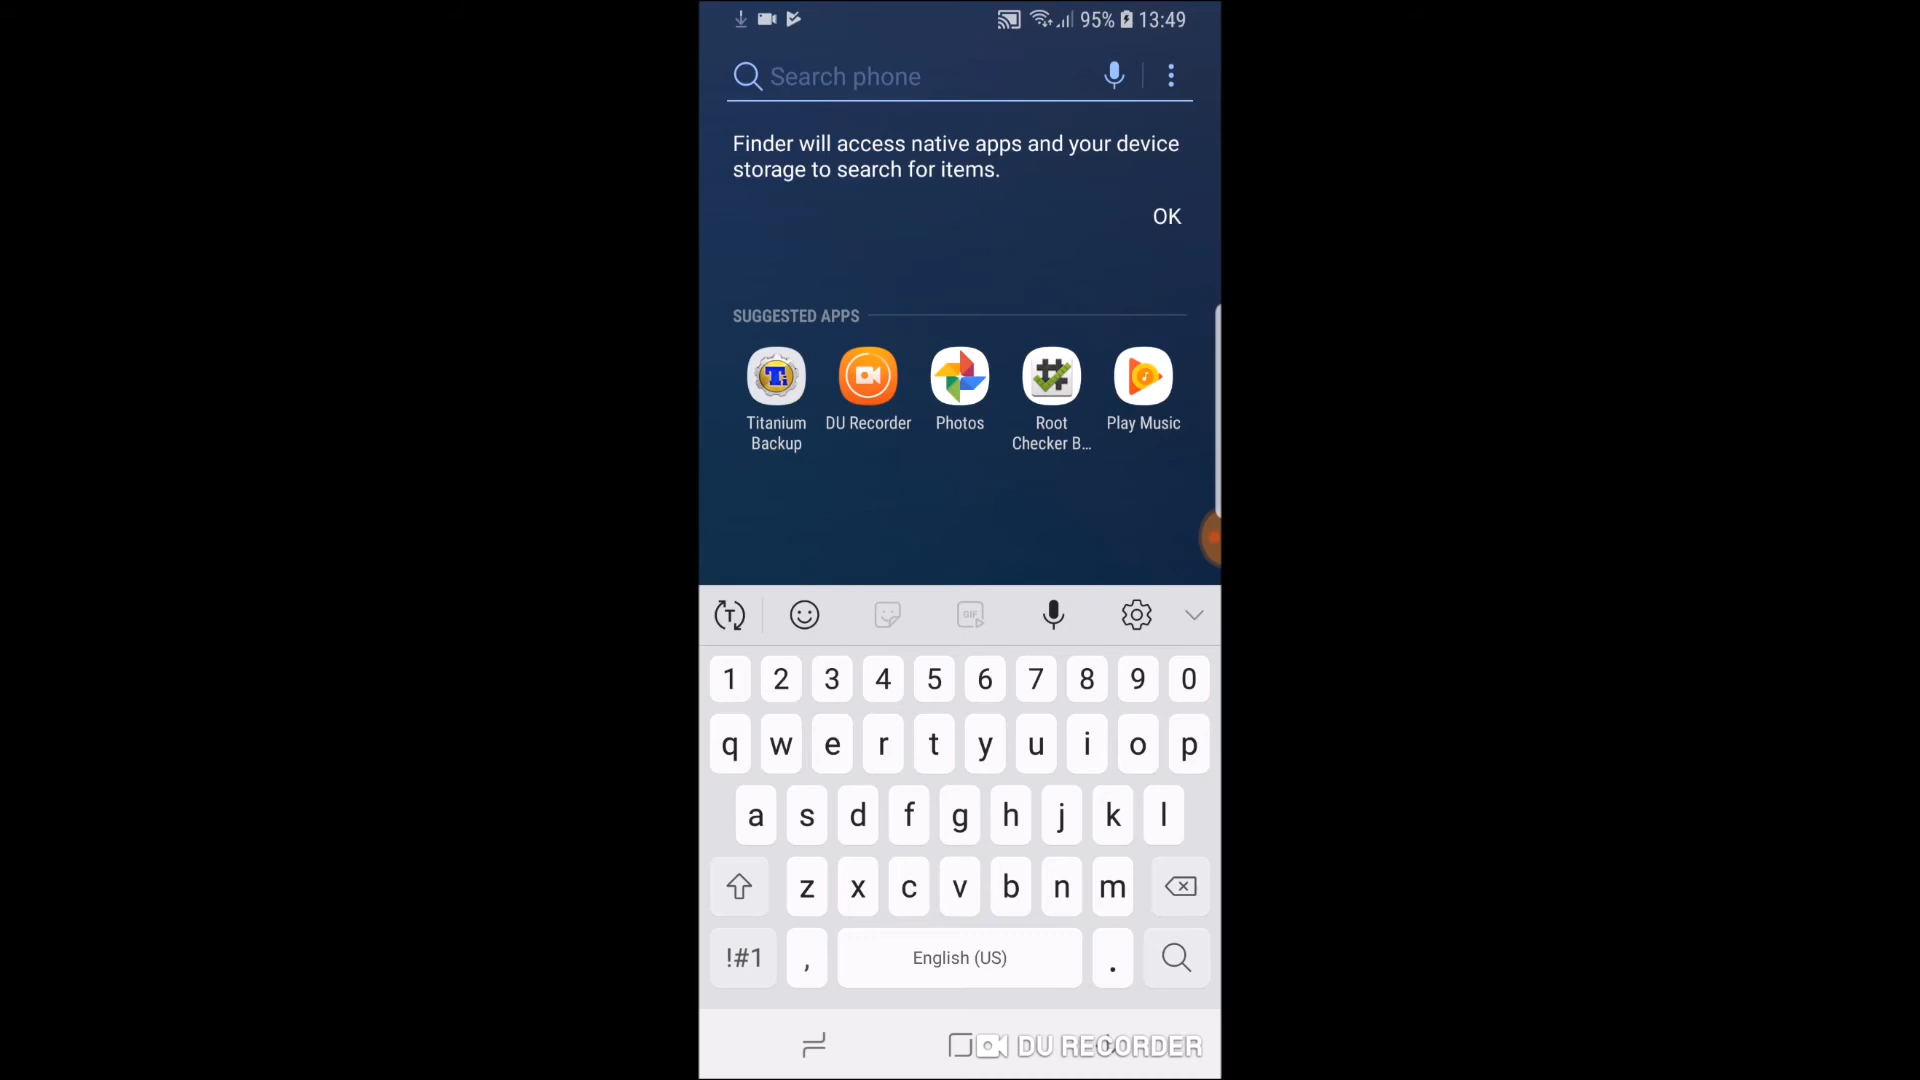 95% 13:49
Search phone
Finder will access native apps and your device
storage to search for items.
OK
SUGGESTED APPS
Titanium
Backup
DU Recorder
Photos
Root
Checker B...
Play Music
T
GIF
1 2 3 4 5 6 7 8 9 0
q w e r t y u i o p
a s d f g h j k l
z x c v b n m
!#1 , English (US) .
DU RECORDER